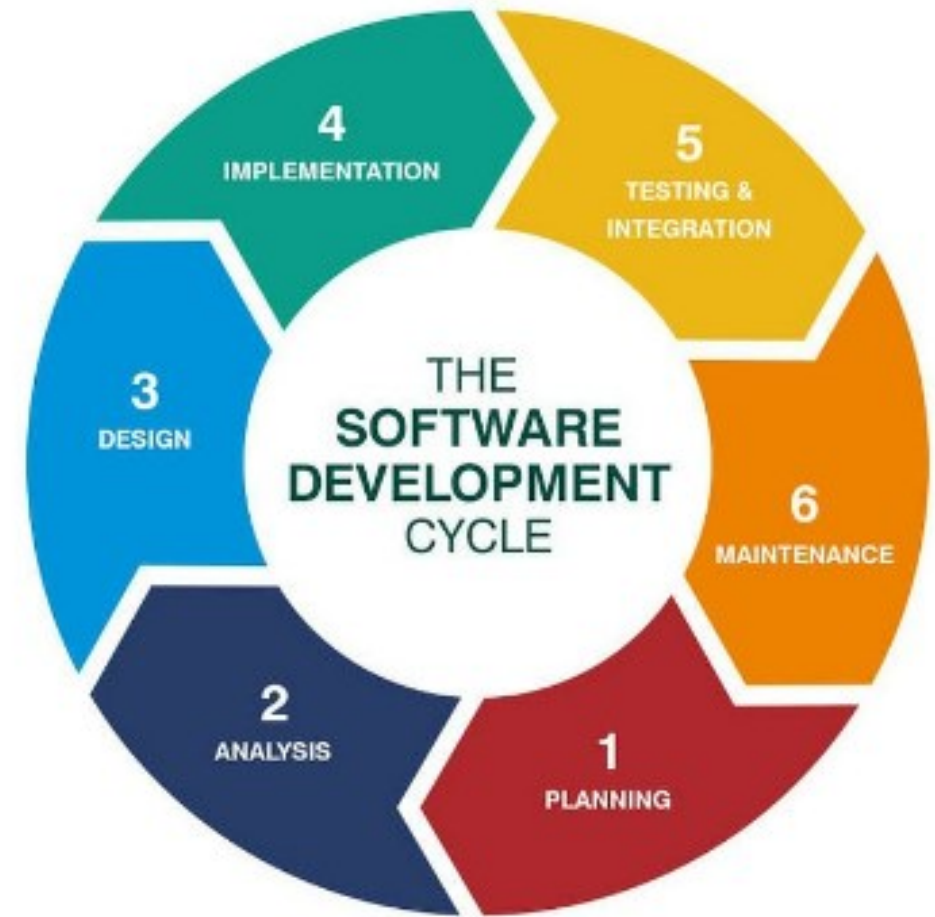 THE
SOFTWARE
DEVELOPMENT
CYCLE
1
PLANNING
2
ANALYSIS
3
DESIGN
4
IMPLEMENTATION
5
TESTING &
INTEGRATION
6
MAINTENANCE